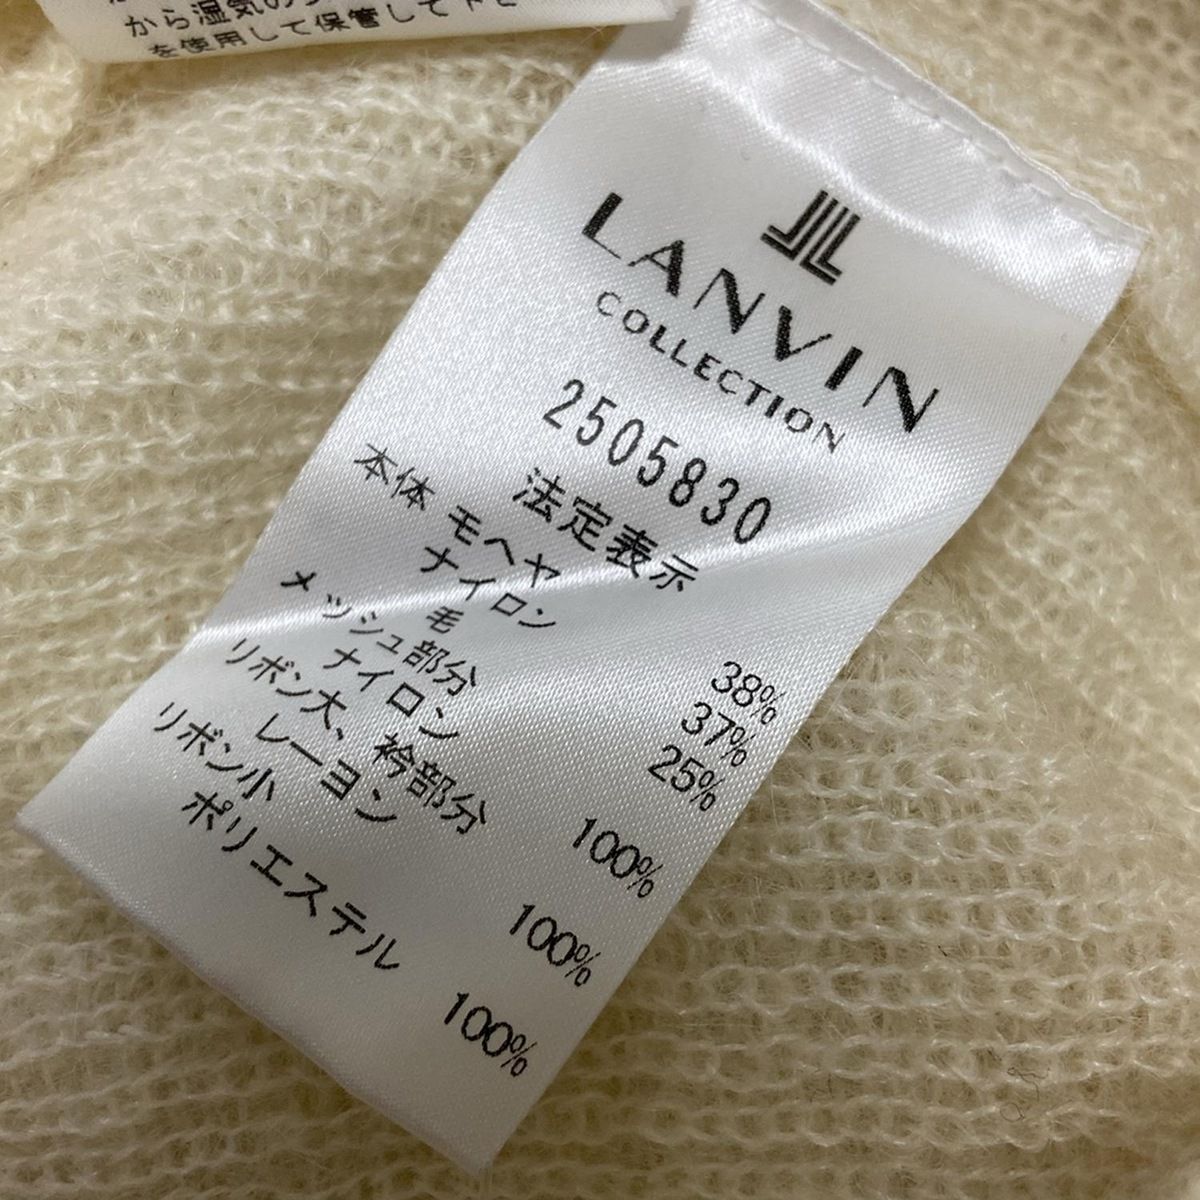 から湿気の
を使用して保管して下さ
LANVIN
COLLECTION
2505830
法定表示
本体 モヘヤ 38%
ナイロン 37%
毛 25%
メッシュ部分
ナイロン 100%
リボン大、衿部分
レーヨン 100%
リボン小
ポリエステル 100%